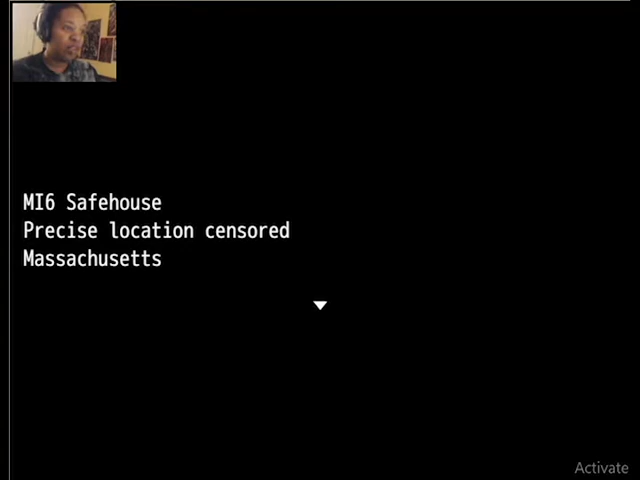 MI6 Safehouse
Precise location censored
Massachusetts
Activate